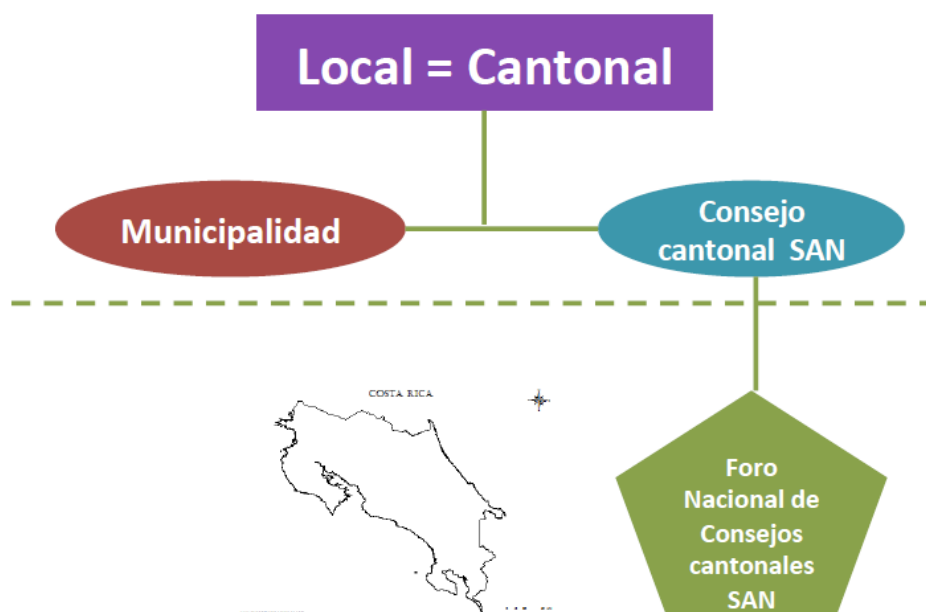 Local = Cantonal
Municipalidad
Consejo
cantonal SAN
COSTA RICA
Foro
Nacional de
Consejos
cantonales
SAN